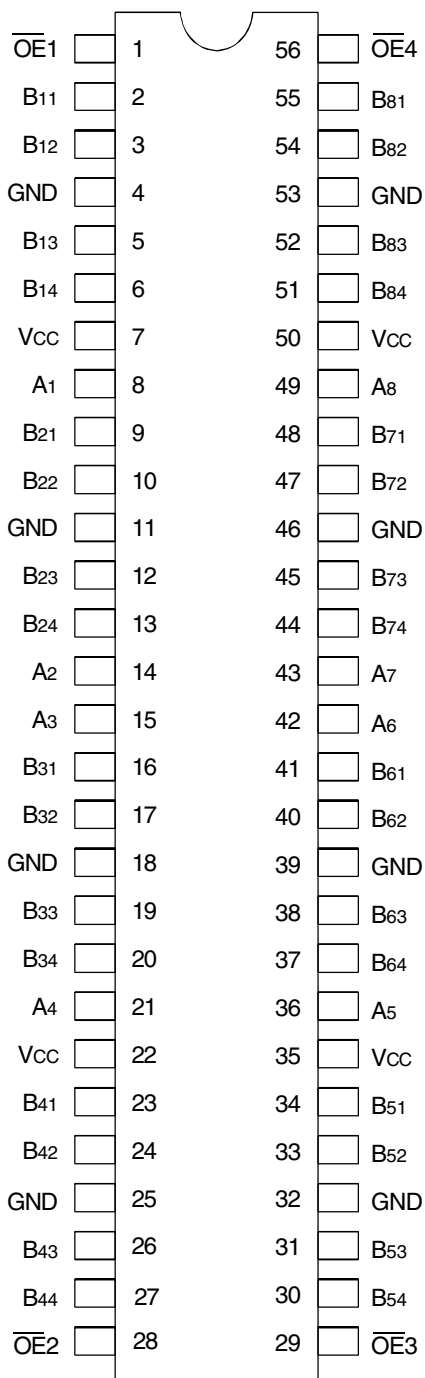 O̅E̅1 1 56 O̅E̅4
B11 2 55 B81
B12 3 54 B82
GND 4 53 GND
B13 5 52 B83
B14 6 51 B84
VCC 7 50 VCC
A1 8 49 A8
B21 9 48 B71
B22 10 47 B72
GND 11 46 GND
B23 12 45 B73
B24 13 44 B74
A2 14 43 A7
A3 15 42 A6
B31 16 41 B61
B32 17 40 B62
GND 18 39 GND
B33 19 38 B63
B34 20 37 B64
A4 21 36 A5
VCC 22 35 VCC
B41 23 34 B51
B42 24 33 B52
GND 25 32 GND
B43 26 31 B53
B44 27 30 B54
O̅E̅2 28 29 O̅E̅3